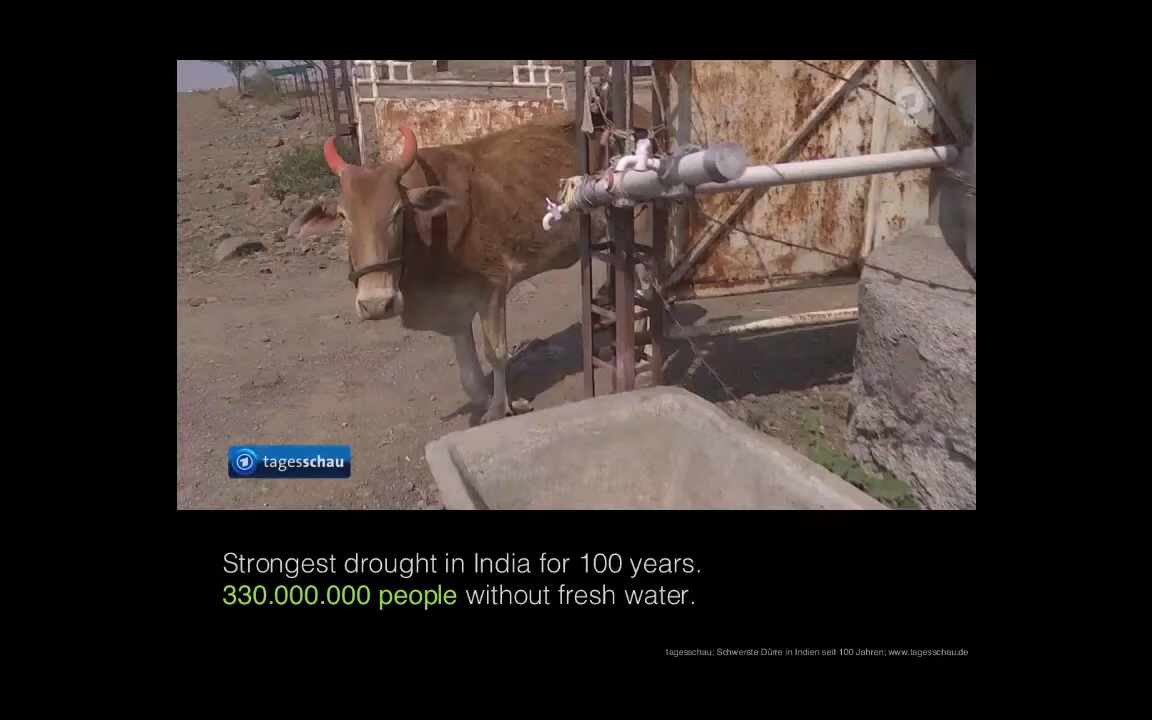 tagesschau
Strongest drought in India for 100 years.
330.000.000 people without fresh water.
tagesschau; Schwerste Dürre in Indien seit 100 Jahren; www.tagesschau.de